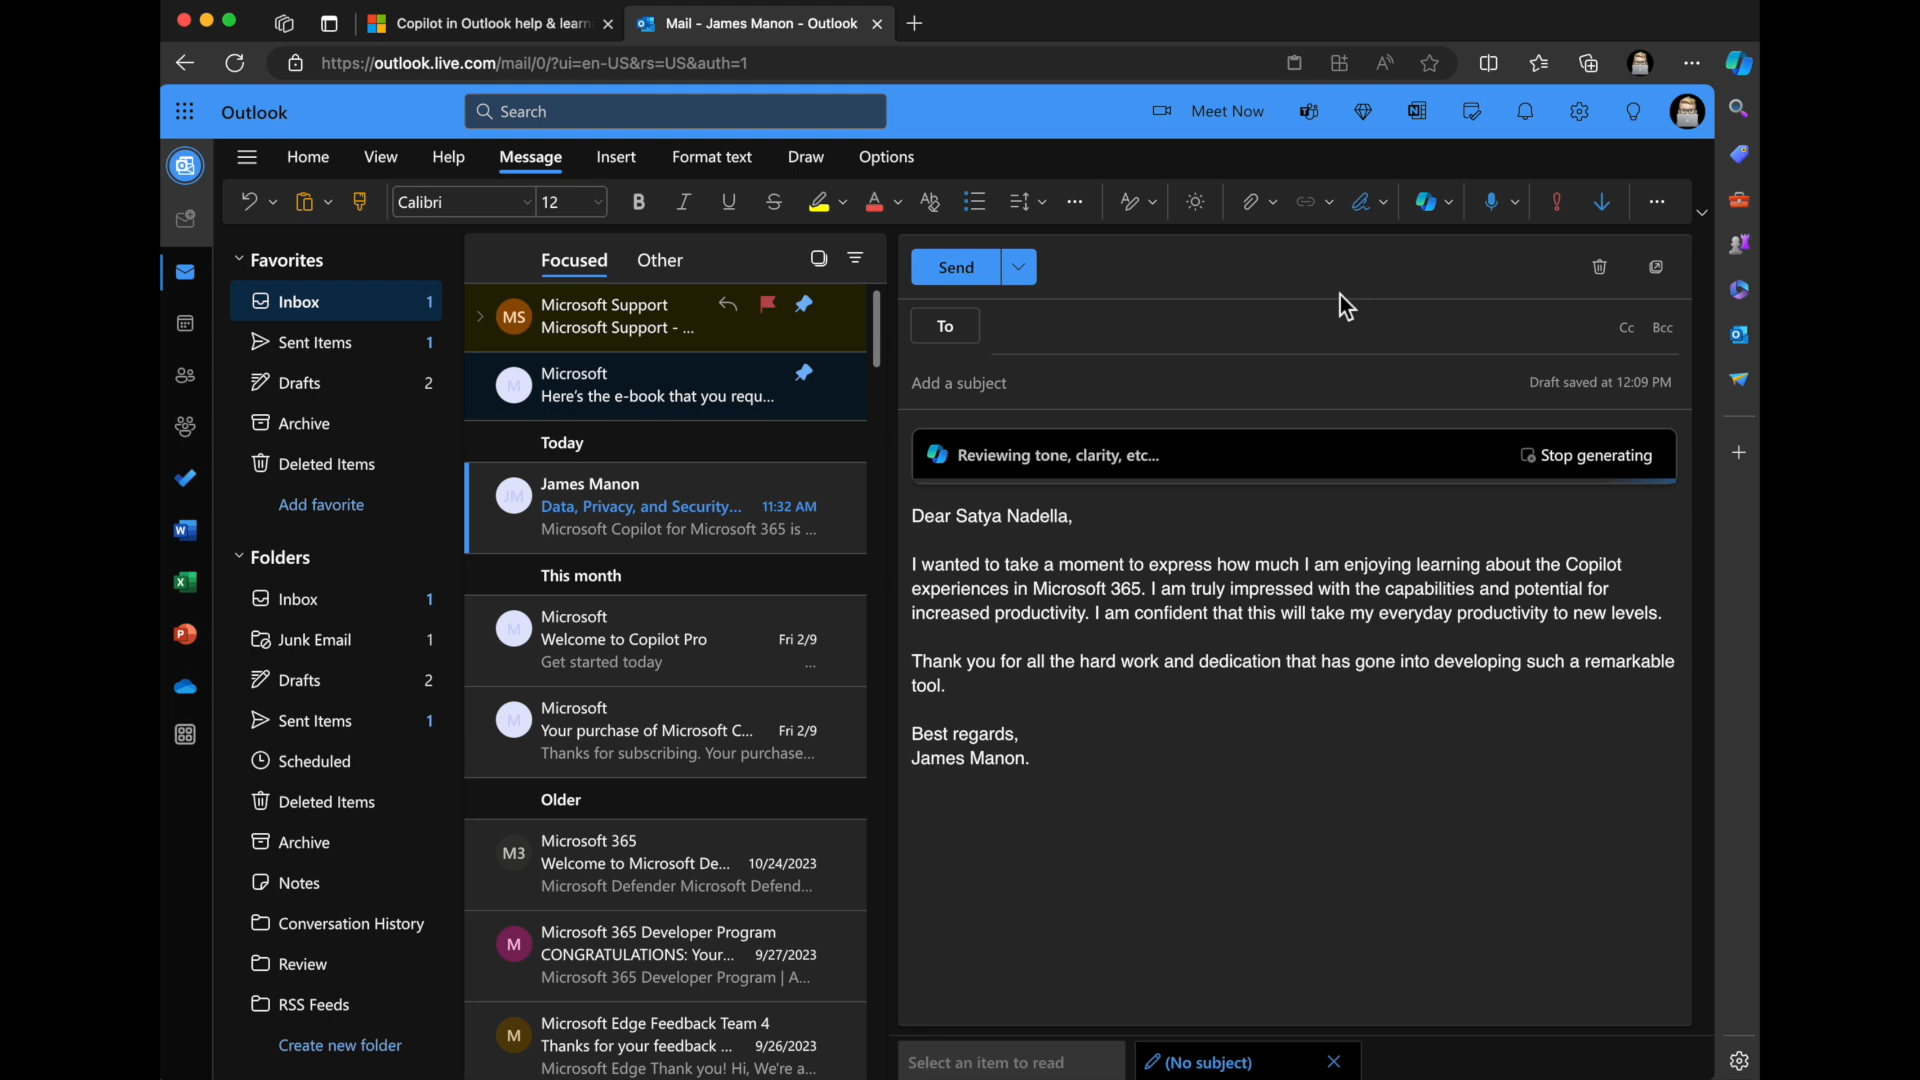 Copilot in Outlook help & learn
Mail - James Manon - Outlook
https://outlook.live.com/mail/0/?ui=en-US&rs=US&auth=1
Outlook
Search
Meet Now
Home
View
Help
Message
Insert
Format text
Draw
Options
Calibri
12
Favorites
Inbox 1
Sent Items 1
Drafts 2
Archive
Deleted Items
Add favorite
Folders
Inbox 1
Junk Email 1
Drafts 2
Sent Items 1
Scheduled
Deleted Items
Archive
Notes
Conversation History
Review
RSS Feeds
Create new folder
Focused
Other
MS
Microsoft Support
Microsoft Support - ...
M
Microsoft
Here's the e-book that you requ...
Today
JM
James Manon
Data, Privacy, and Security... 11:32 AM
Microsoft Copilot for Microsoft 365 is ...
This month
M
Microsoft
Welcome to Copilot Pro Fri 2/9
Get started today ...
M
Microsoft
Your purchase of Microsoft C... Fri 2/9
Thanks for subscribing. Your purchase...
Older
M3
Microsoft 365
Welcome to Microsoft De... 10/24/2023
Microsoft Defender Microsoft Defend...
M
Microsoft 365 Developer Program
CONGRATULATIONS: Your... 9/27/2023
Microsoft 365 Developer Program | A...
M
Microsoft Edge Feedback Team 4
Thanks for your feedback ... 9/26/2023
Microsoft Edge Thank you! Hi, We're a...
Send
To
Cc Bcc
Add a subject
Draft saved at 12:09 PM
Reviewing tone, clarity, etc...
Stop generating
Dear Satya Nadella,
I wanted to take a moment to express how much I am enjoying learning about the Copilot
experiences in Microsoft 365. I am truly impressed with the capabilities and potential for
increased productivity. I am confident that this will take my everyday productivity to new levels.
Thank you for all the hard work and dedication that has gone into developing such a remarkable
tool.
Best regards,
James Manon.
Select an item to read
(No subject)